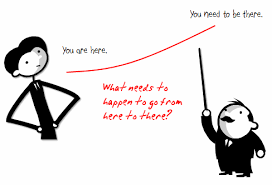 You need to be there.
You are here.
What needs to
happen to go from
here to there?